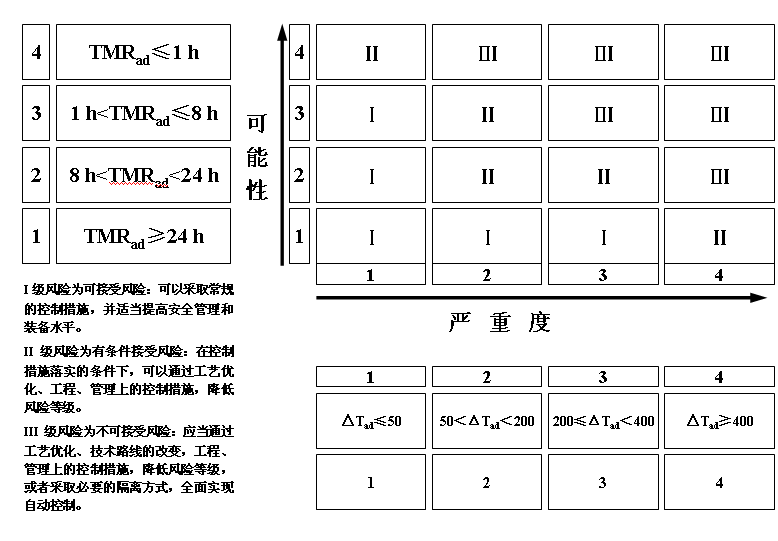 4 TMRad≤1 h
3 1 h<TMRad≤8 h
2 8 h<TMRad<24 h
1 TMRad≥24 h
I 级风险为可接受风险：可以采取常规
的控制措施，并适当提高安全管理和
装备水平。
II 级风险为有条件接受风险：在控制
措施落实的条件下，可以通过工艺优
化、工程、管理上的控制措施，降低
风险等级。
III 级风险为不可接受风险：应当通过
工艺优化、技术路线的改变，工程、
管理上的控制措施，降低风险等级，
或者采取必要的隔离方式，全面实现
自动控制。
可
能
性
4 II III III III
3 I II III III
2 I II II III
1 I I I II
1 2 3 4
严 重 度
1 2 3 4
△Tad≤50 50<△Tad<200 200≤△Tad<400 △Tad≥400
1 2 3 4